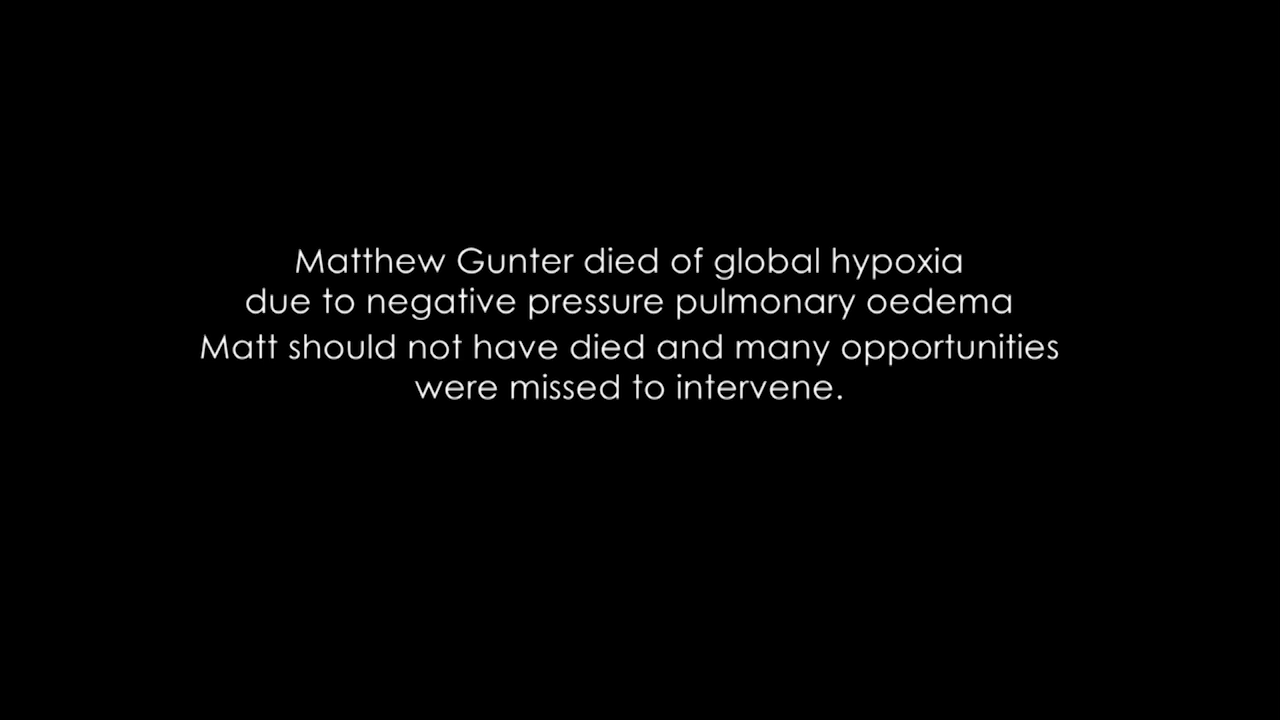 Matthew Gunter died of global hypoxia
due to negative pressure pulmonary oedema
Matt should not have died and many opportunities
were missed to intervene.